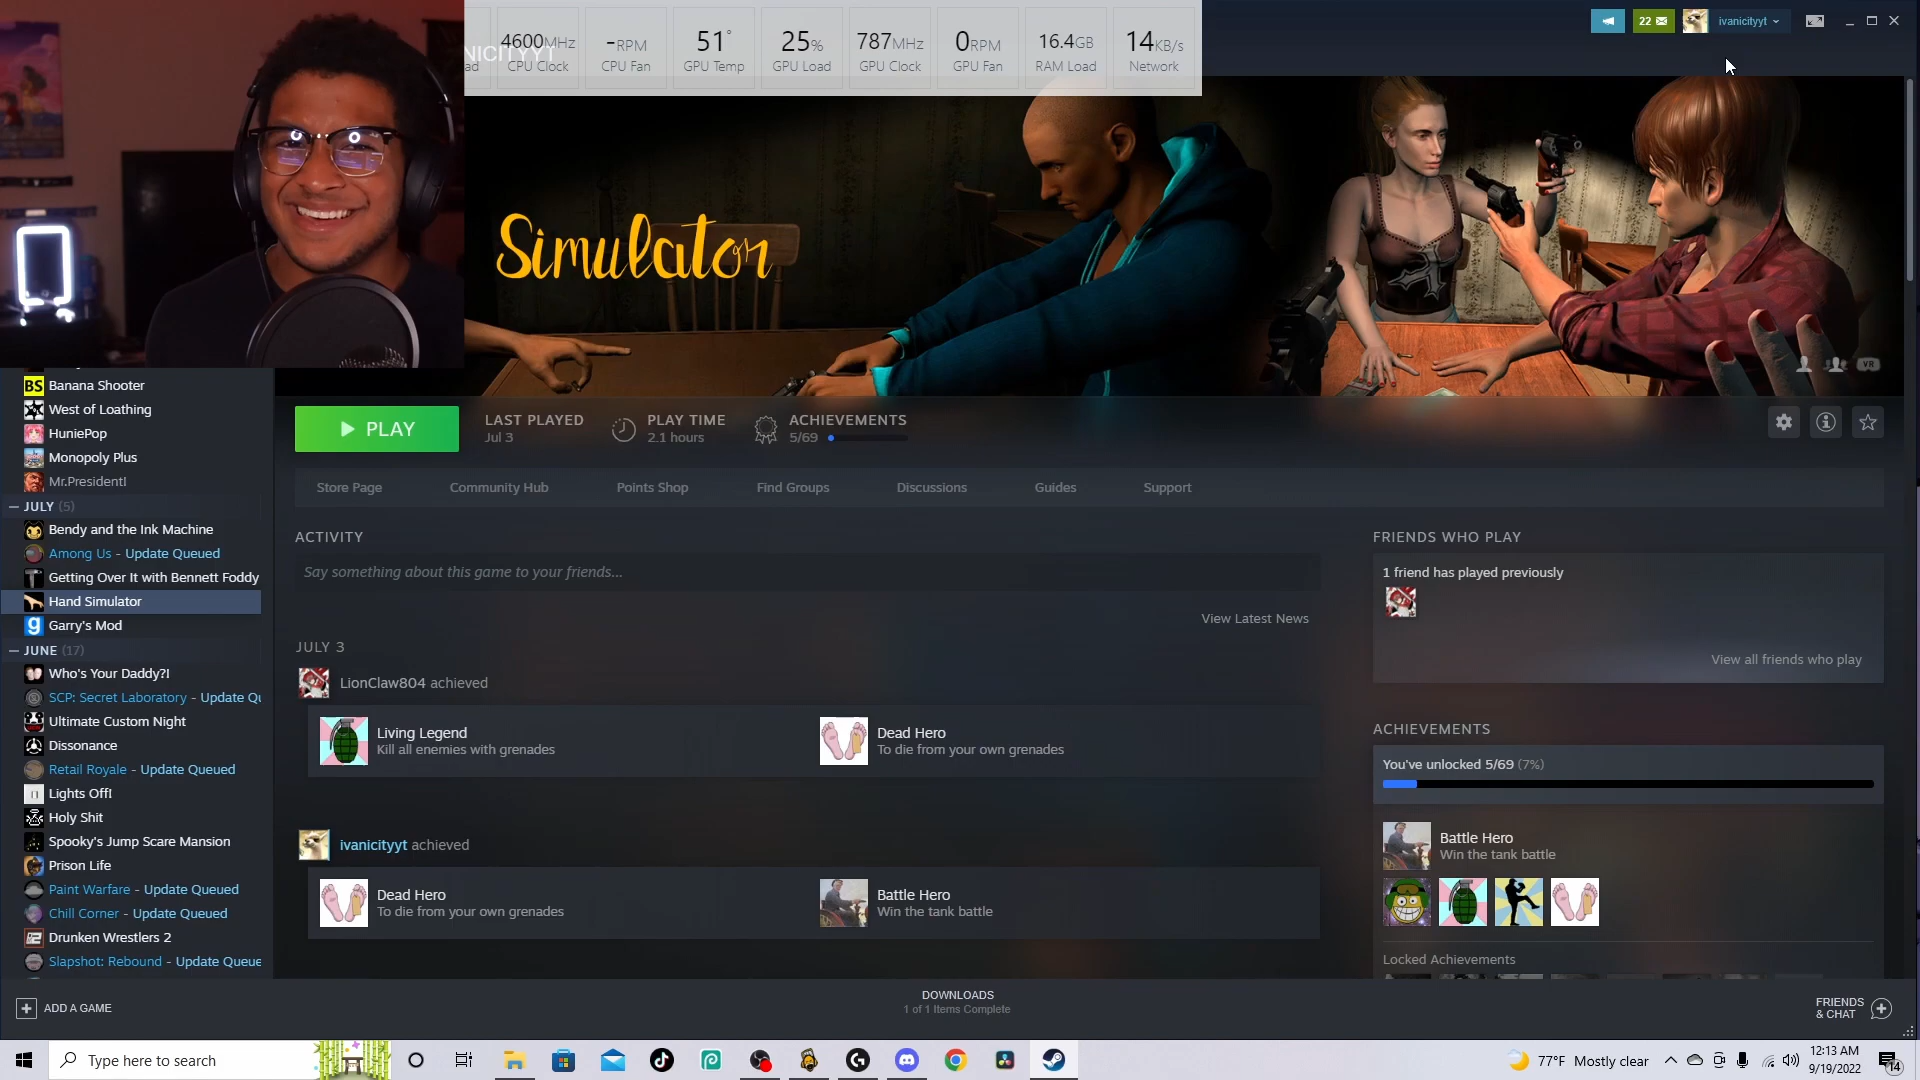 NICITYYT
ad
4600MHz
CPU Clock
-RPM
CPU Fan
51°
GPU Temp
25%
GPU Load
787MHz
GPU Clock
0RPM
GPU Fan
16.4GB
RAM Load
14KB/s
Network
22
ivanicityyt
Simulator
VR
BS Banana Shooter
West of Loathing
HuniePop
Monopoly Plus
Mr.President!
— JULY (5)
Bendy and the Ink Machine
Among Us - Update Queued
Getting Over It with Bennett Foddy
Hand Simulator
g Garry's Mod
— JUNE (17)
Who's Your Daddy?!
SCP: Secret Laboratory - Update Qu
Ultimate Custom Night
Dissonance
Retail Royale - Update Queued
Lights Off!
Holy Shit
Spooky's Jump Scare Mansion
Prison Life
Paint Warfare - Update Queued
Chill Corner - Update Queued
Drunken Wrestlers 2
Slapshot: Rebound - Update Queue
PLAY
LAST PLAYED
Jul 3
PLAY TIME
2.1 hours
ACHIEVEMENTS
5/69
Store Page
Community Hub
Points Shop
Find Groups
Discussions
Guides
Support
ACTIVITY
Say something about this game to your friends...
View Latest News
JULY 3
LionClaw804 achieved
Living Legend
Kill all enemies with grenades
Dead Hero
To die from your own grenades
ivanicityyt achieved
Dead Hero
To die from your own grenades
Battle Hero
Win the tank battle
FRIENDS WHO PLAY
1 friend has played previously
View all friends who play
ACHIEVEMENTS
You've unlocked 5/69 (7%)
Battle Hero
Win the tank battle
Locked Achievements
ADD A GAME
DOWNLOADS
1 of 1 Items Complete
FRIENDS
& CHAT
Type here to search
77°F Mostly clear
12:13 AM
9/19/2022
14